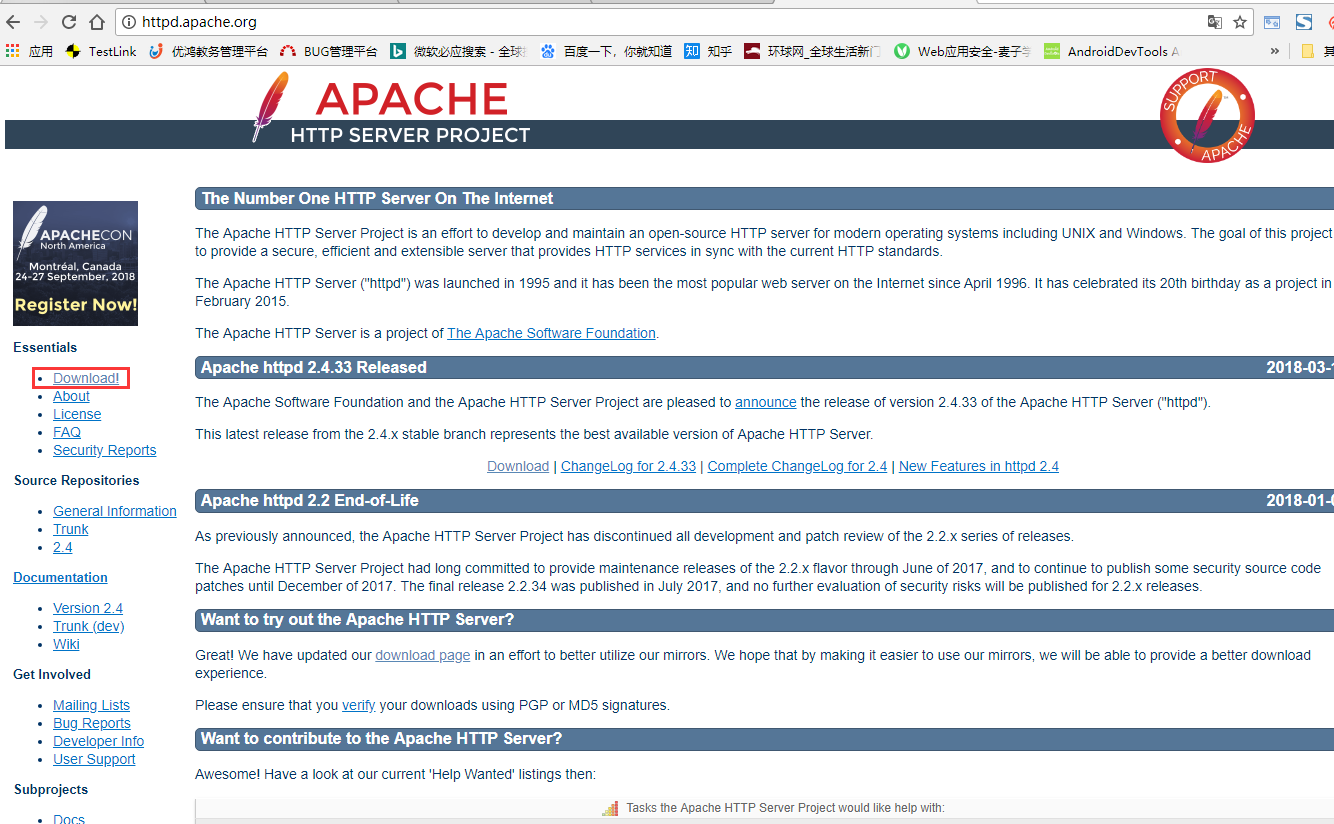 httpd.apache.org
应用 TestLink 优鸿教务管理平台 BUG管理平台 微软必应搜索 - 全球 百度一下，你就知道 知乎 环球网_全球生活新 Web应用安全-麦子学 AndroidDevTools A »
APACHE
HTTP SERVER PROJECT
SUPPORT
APACHE
APACHECON
North America
Montréal, Canada
24-27 September, 2018
Register Now!
Essentials
• Download!
• About
• License
• FAQ
• Security Reports
Source Repositories
• General Information
• Trunk
• 2.4
Documentation
• Version 2.4
• Trunk (dev)
• Wiki
Get Involved
• Mailing Lists
• Bug Reports
• Developer Info
• User Support
Subprojects
• Docs
The Number One HTTP Server On The Internet
The Apache HTTP Server Project is an effort to develop and maintain an open-source HTTP server for modern operating systems including UNIX and Windows. The goal of this project
to provide a secure, efficient and extensible server that provides HTTP services in sync with the current HTTP standards.
The Apache HTTP Server ("httpd") was launched in 1995 and it has been the most popular web server on the Internet since April 1996. It has celebrated its 20th birthday as a project in
February 2015.
The Apache HTTP Server is a project of The Apache Software Foundation.
Apache httpd 2.4.33 Released 2018-03-1
The Apache Software Foundation and the Apache HTTP Server Project are pleased to announce the release of version 2.4.33 of the Apache HTTP Server ("httpd").
This latest release from the 2.4.x stable branch represents the best available version of Apache HTTP Server.
Download | ChangeLog for 2.4.33 | Complete ChangeLog for 2.4 | New Features in httpd 2.4
Apache httpd 2.2 End-of-Life 2018-01-0
As previously announced, the Apache HTTP Server Project has discontinued all development and patch review of the 2.2.x series of releases.
The Apache HTTP Server Project had long committed to provide maintenance releases of the 2.2.x flavor through June of 2017, and to continue to publish some security source code
patches until December of 2017. The final release 2.2.34 was published in July 2017, and no further evaluation of security risks will be published for 2.2.x releases.
Want to try out the Apache HTTP Server?
Great! We have updated our download page in an effort to better utilize our mirrors. We hope that by making it easier to use our mirrors, we will be able to provide a better download
experience.
Please ensure that you verify your downloads using PGP or MD5 signatures.
Want to contribute to the Apache HTTP Server?
Awesome! Have a look at our current 'Help Wanted' listings then:
Tasks the Apache HTTP Server Project would like help with: